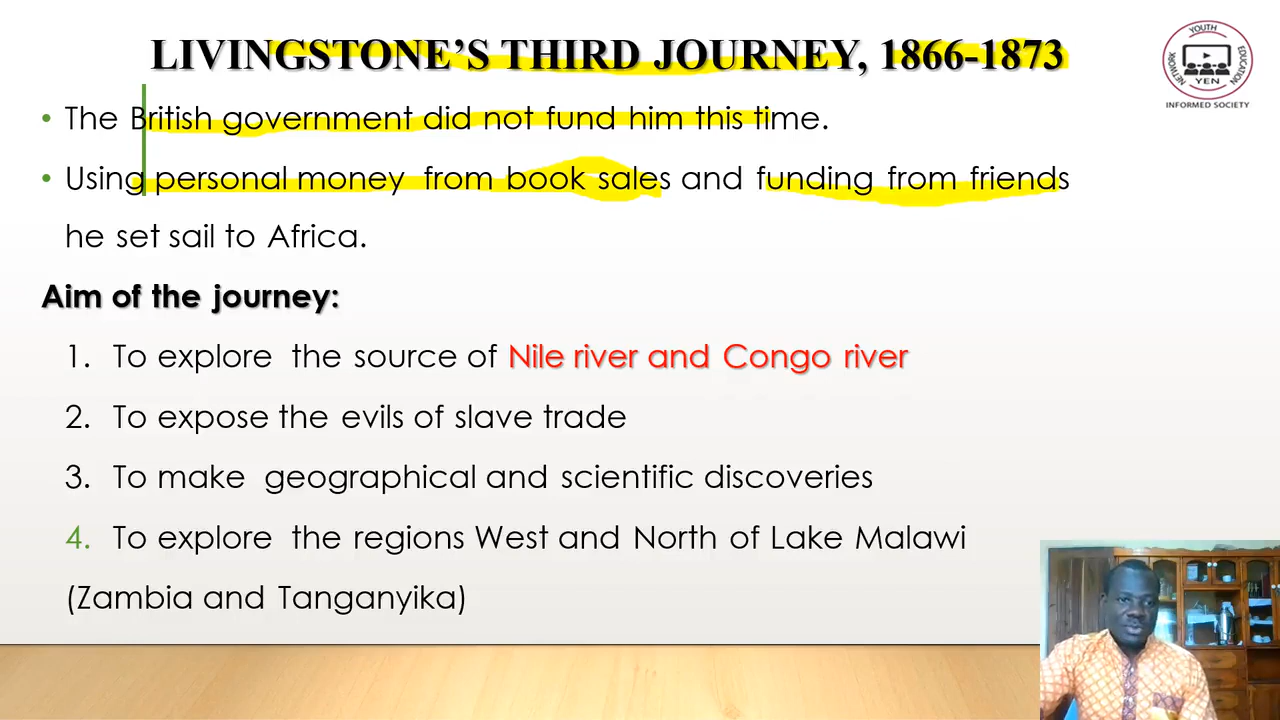 LIVINGSTONE'S THIRD JOURNEY, 1866-1873
YOUTH
EDUCATION
NETWORK
YEN
INFORMED SOCIETY
• The British government did not fund him this time.
• Using personal money from book sales and funding from friends
he set sail to Africa.
Aim of the journey:
1. To explore the source of Nile river and Congo river
2. To expose the evils of slave trade
3. To make geographical and scientific discoveries
4. To explore the regions West and North of Lake Malawi
(Zambia and Tanganyika)